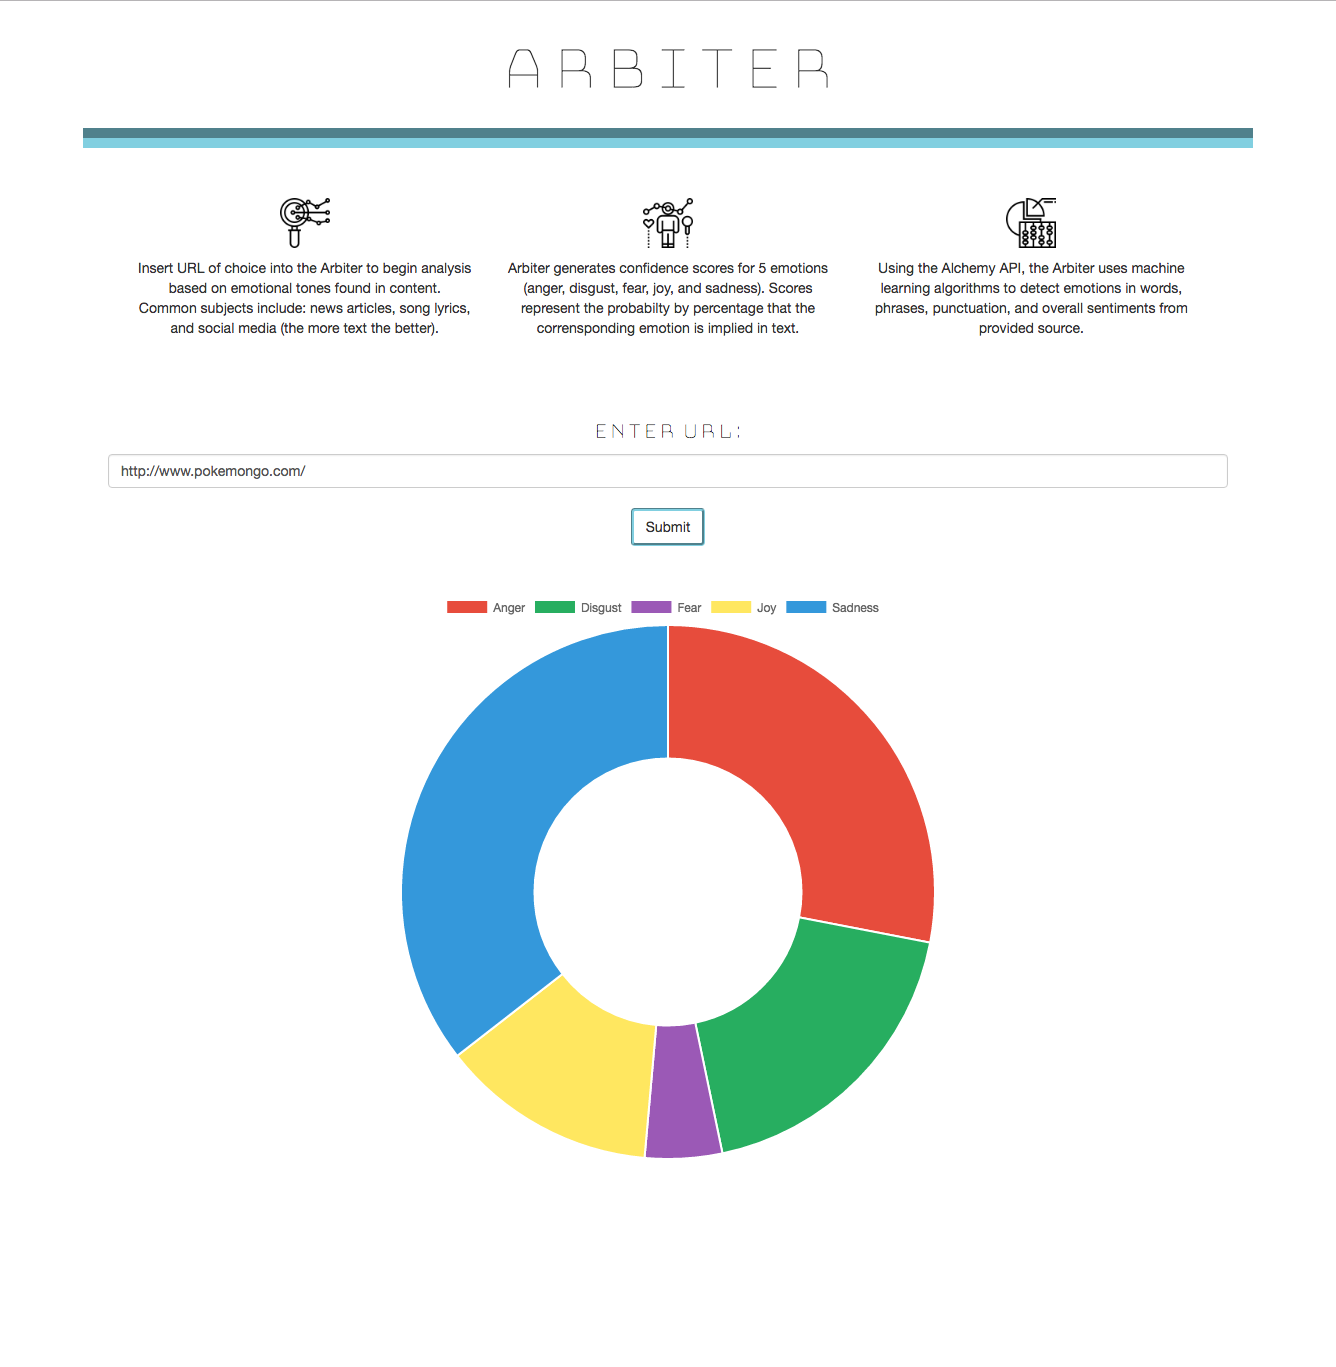 ARBITER
Insert URL of choice into the Arbiter to begin analysis
based on emotional tones found in content.
Common subjects include: news articles, song lyrics,
and social media (the more text the better).
Arbiter generates confidence scores for 5 emotions
(anger, disgust, fear, joy, and sadness). Scores
represent the probabilty by percentage that the
corrensponding emotion is implied in text.
Using the Alchemy API, the Arbiter uses machine
learning algorithms to detect emotions in words,
phrases, punctuation, and overall sentiments from
provided source.
ENTER URL:
http://www.pokemongo.com/
Submit
Anger Disgust Fear Joy Sadness